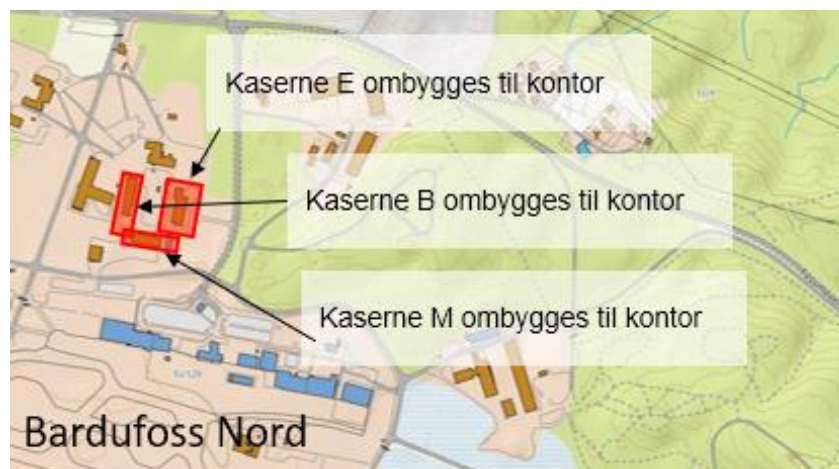 Kaserne E ombygges til kontor
Kaserne B ombygges til kontor
Kaserne M ombygges til kontor
Bardufoss Nord